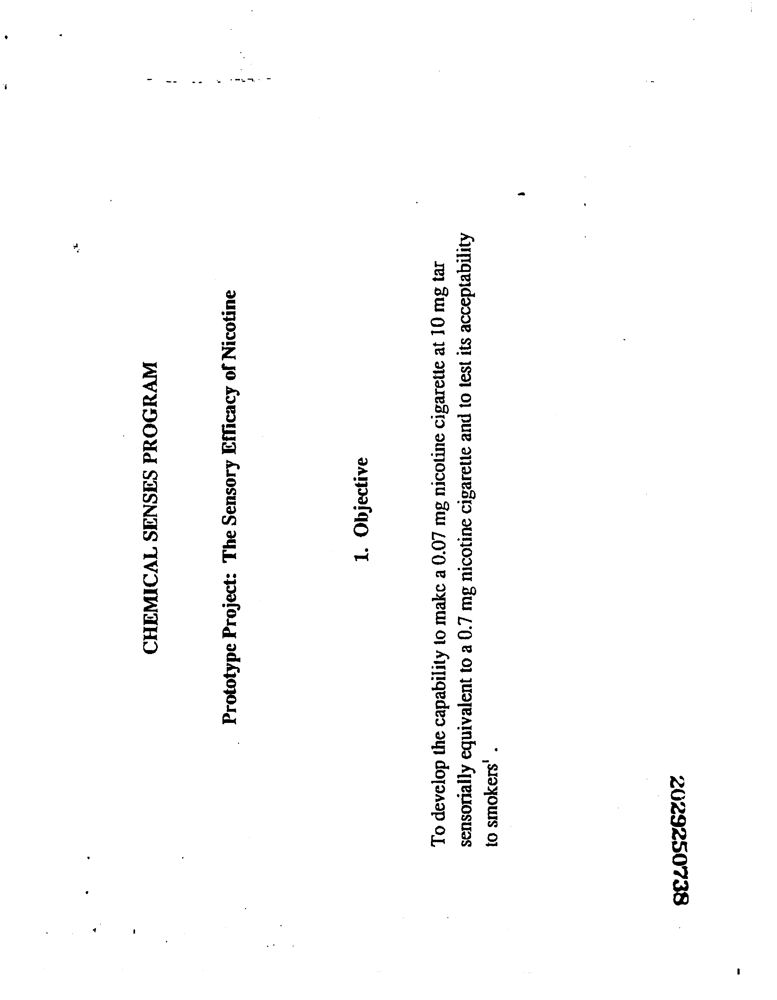 CHEMICAL SENSES PROGRAM
Prototype Project: The Sensory Efficacy of Nicotine
1. Objective
To develop the capability to make a 0.07 mg nicotine cigarette at 10 mg tar
sensorially equivalent to a 0.7 mg nicotine cigarette and to test its acceptability
to smokers¹ .
2029250738